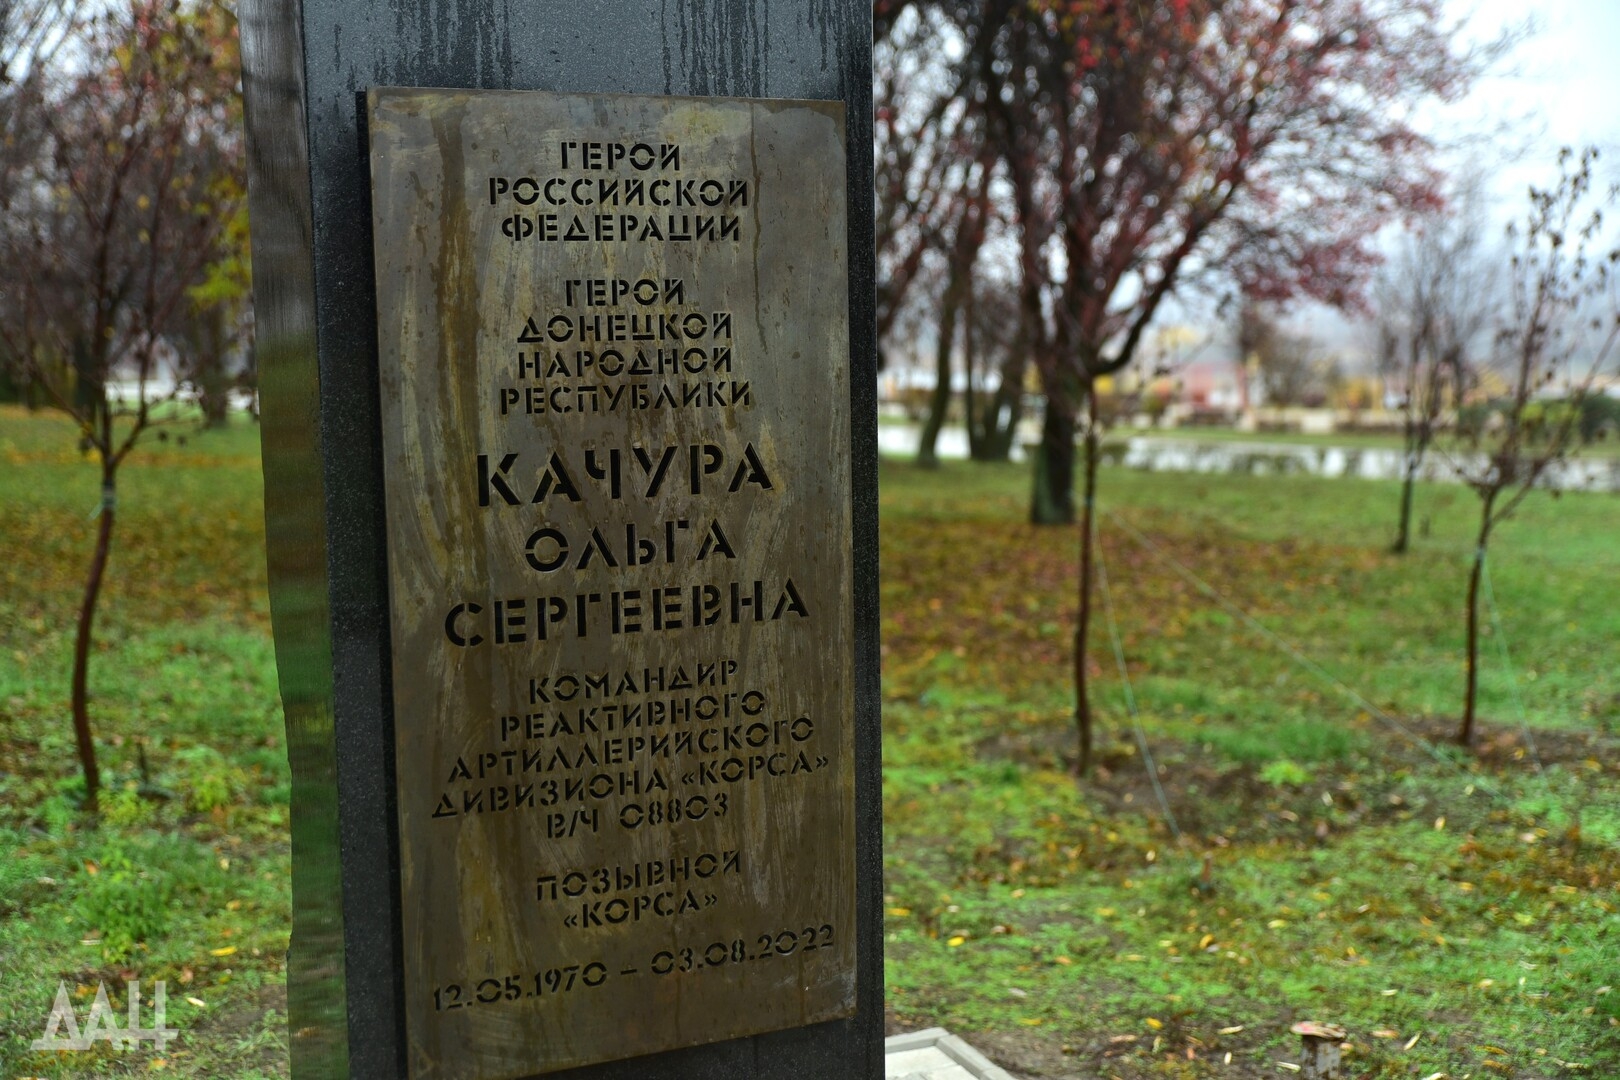 ГЕРОЙ
РОССИЙСКОЙ
ФЕДЕРАЦИИ
ГЕРОЙ
ДОНЕЦКОЙ
НАРОДНОЙ
РЕСПУБЛИКИ
КАЧУРА
ОЛЬГА
СЕРГЕЕВНА
КОМАНДИР
РЕАКТИВНОГО
АРТИЛЛЕРИЙСКОГО
ДИВИЗИОНА «КОРСА»
В/Ч 08803
ПОЗЫВНОЙ
«КОРСА»
12.05.1970 – 03.08.2022
ДАН